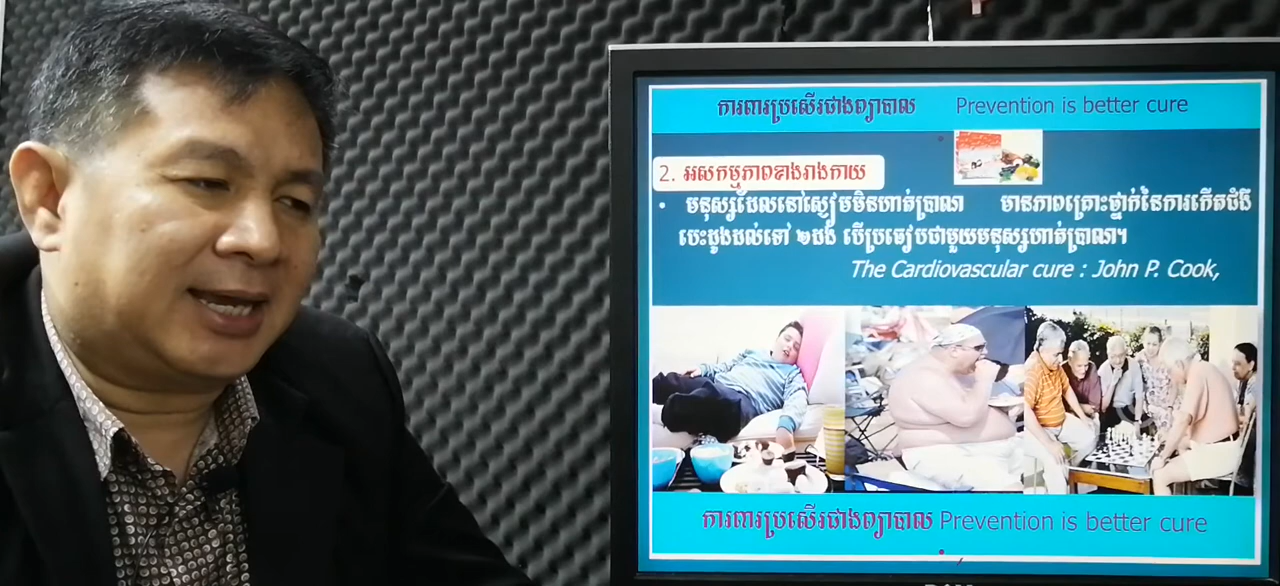 ការពារប្រសើរជាងព្យាបាល Prevention is better cure
2. អសកម្មភាពខាងរាងកាយ
• មនុស្សដែលនៅស្ងៀមមិនហាត់ប្រាណ មានភាពគ្រោះថ្នាក់នៃការកើតជំងឺ
បេះដូងដល់ទៅ ២ដង បើប្រធៀបជាមួយមនុស្សហាត់ប្រាណ។
The Cardiovascular cure : John P. Cook,
ការពារប្រសើរជាងព្យាបាល Prevention is better cure